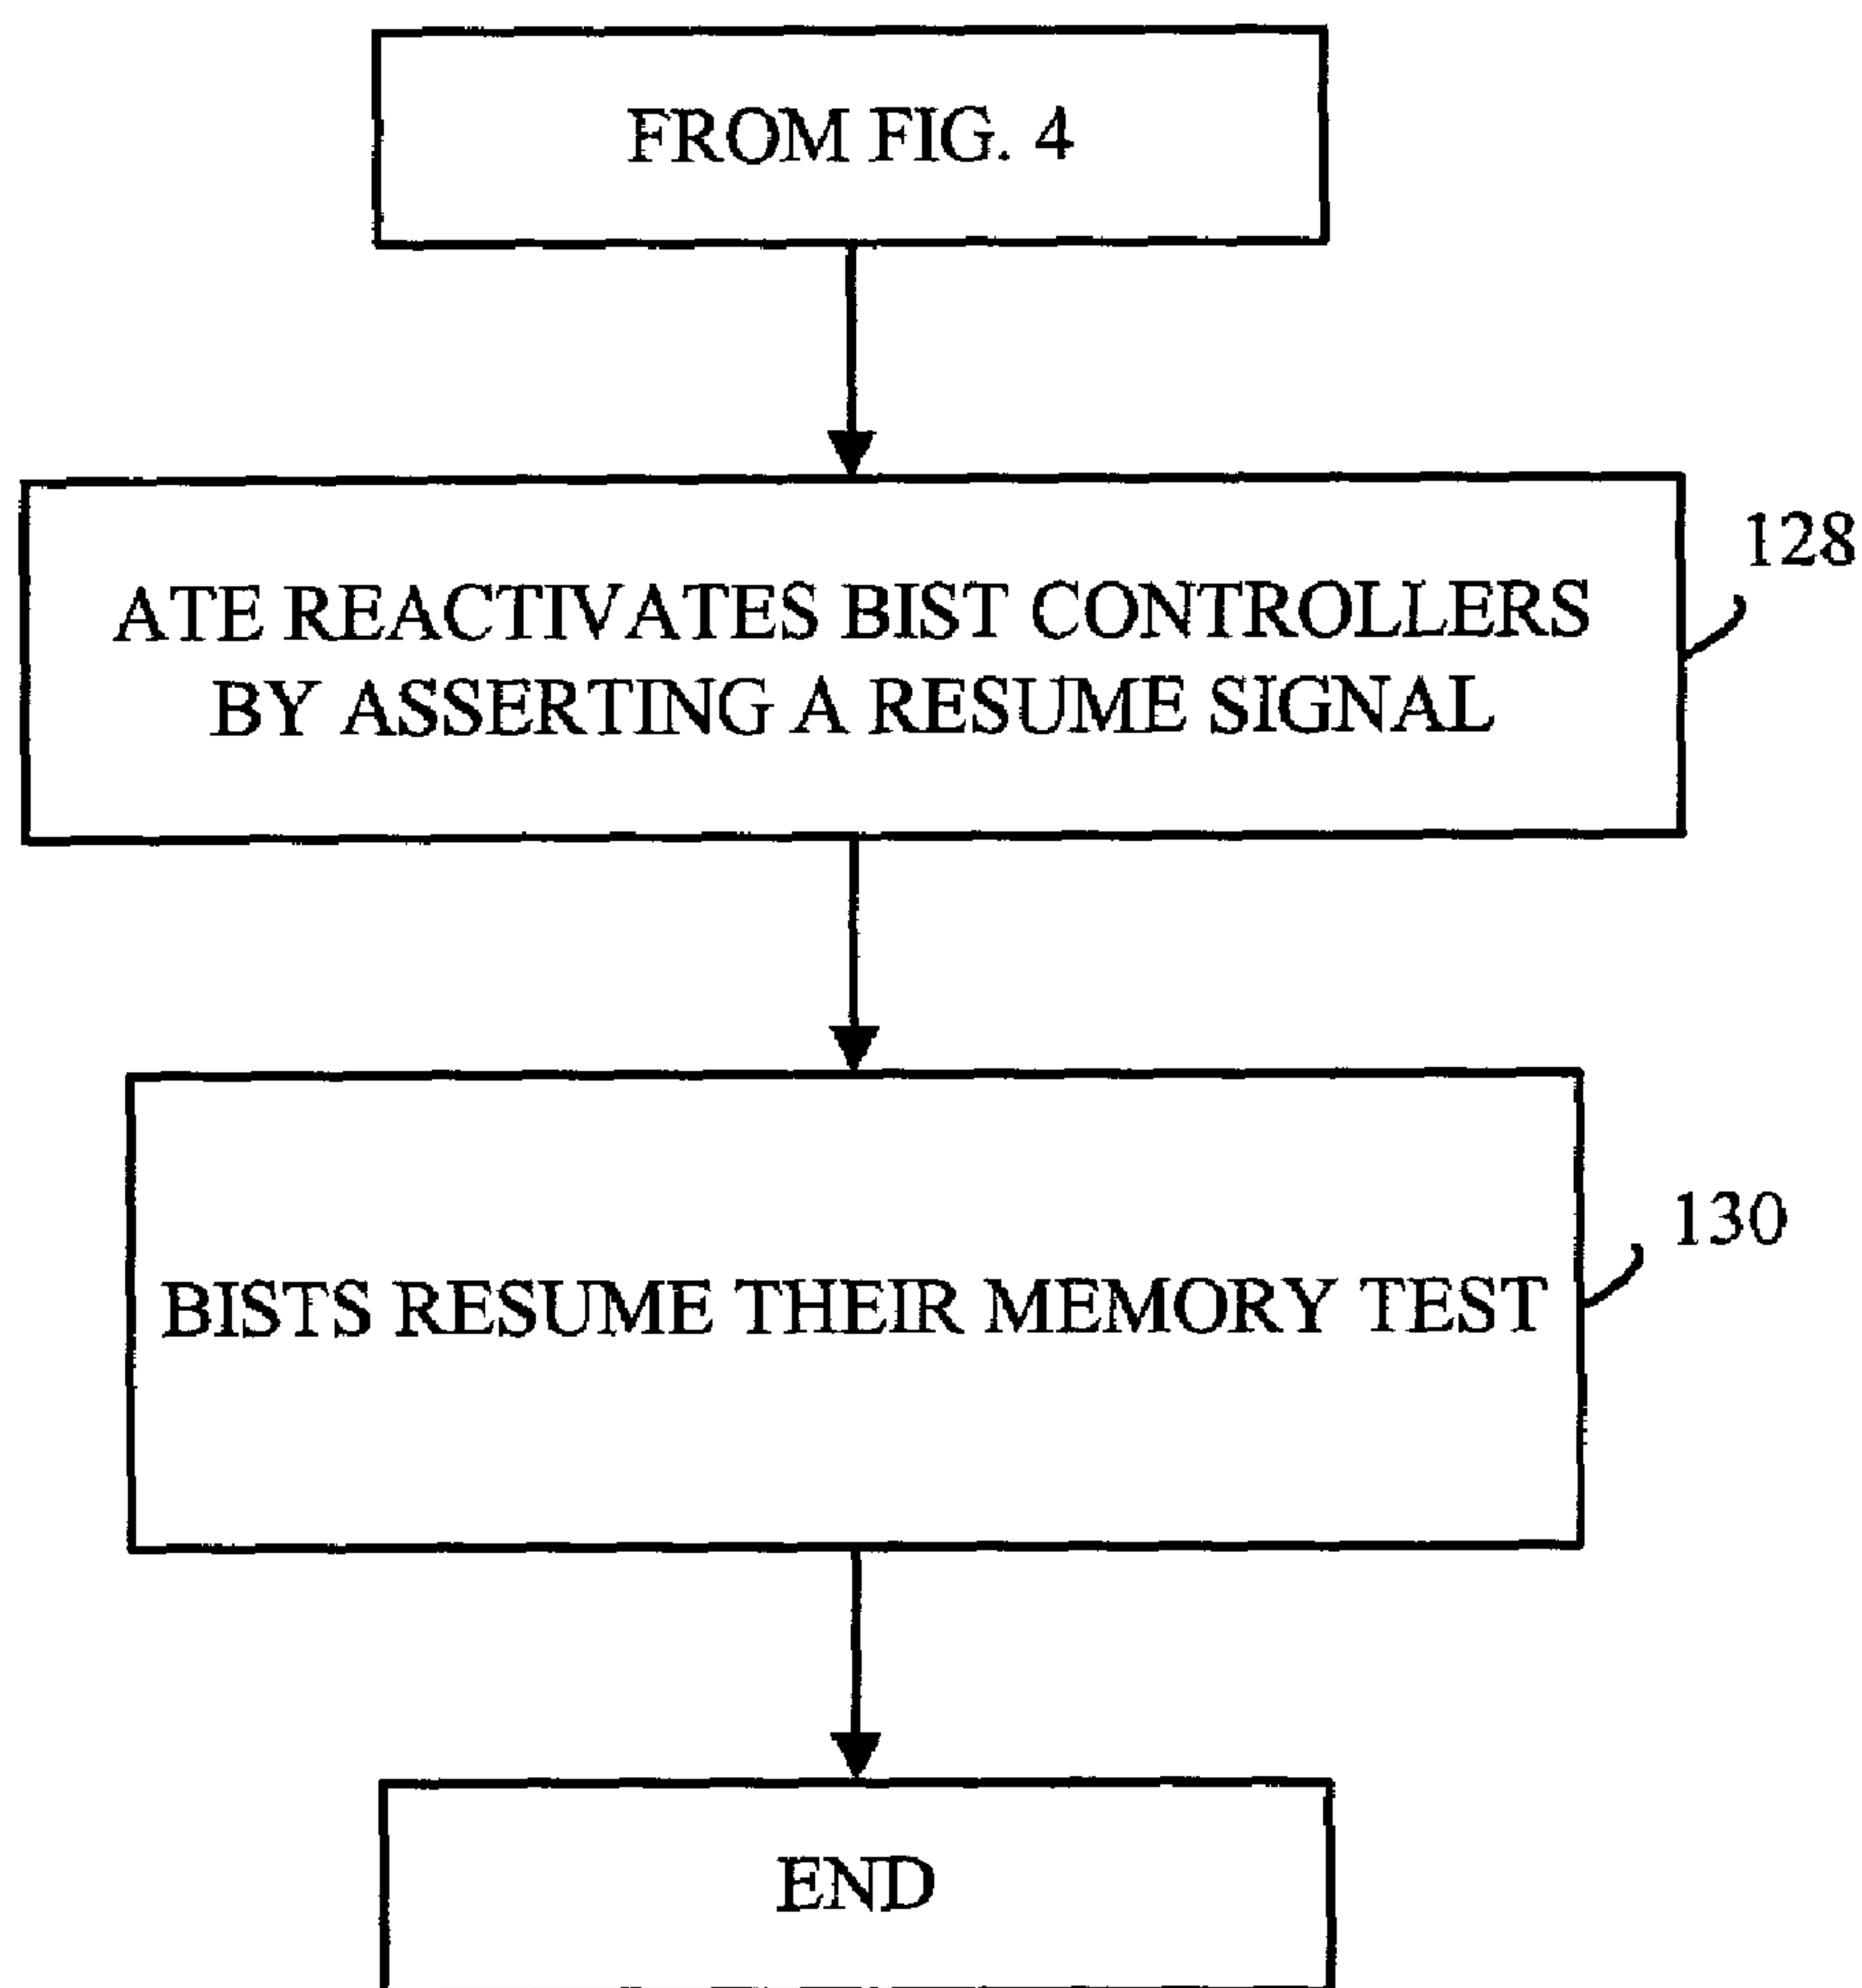 FROM FIG. 4
128
ATE REACTIVATES BIST CONTROLLERS
BY ASSERTING A RESUME SIGNAL
130
BISTS RESUME THEIR MEMORY TEST
END